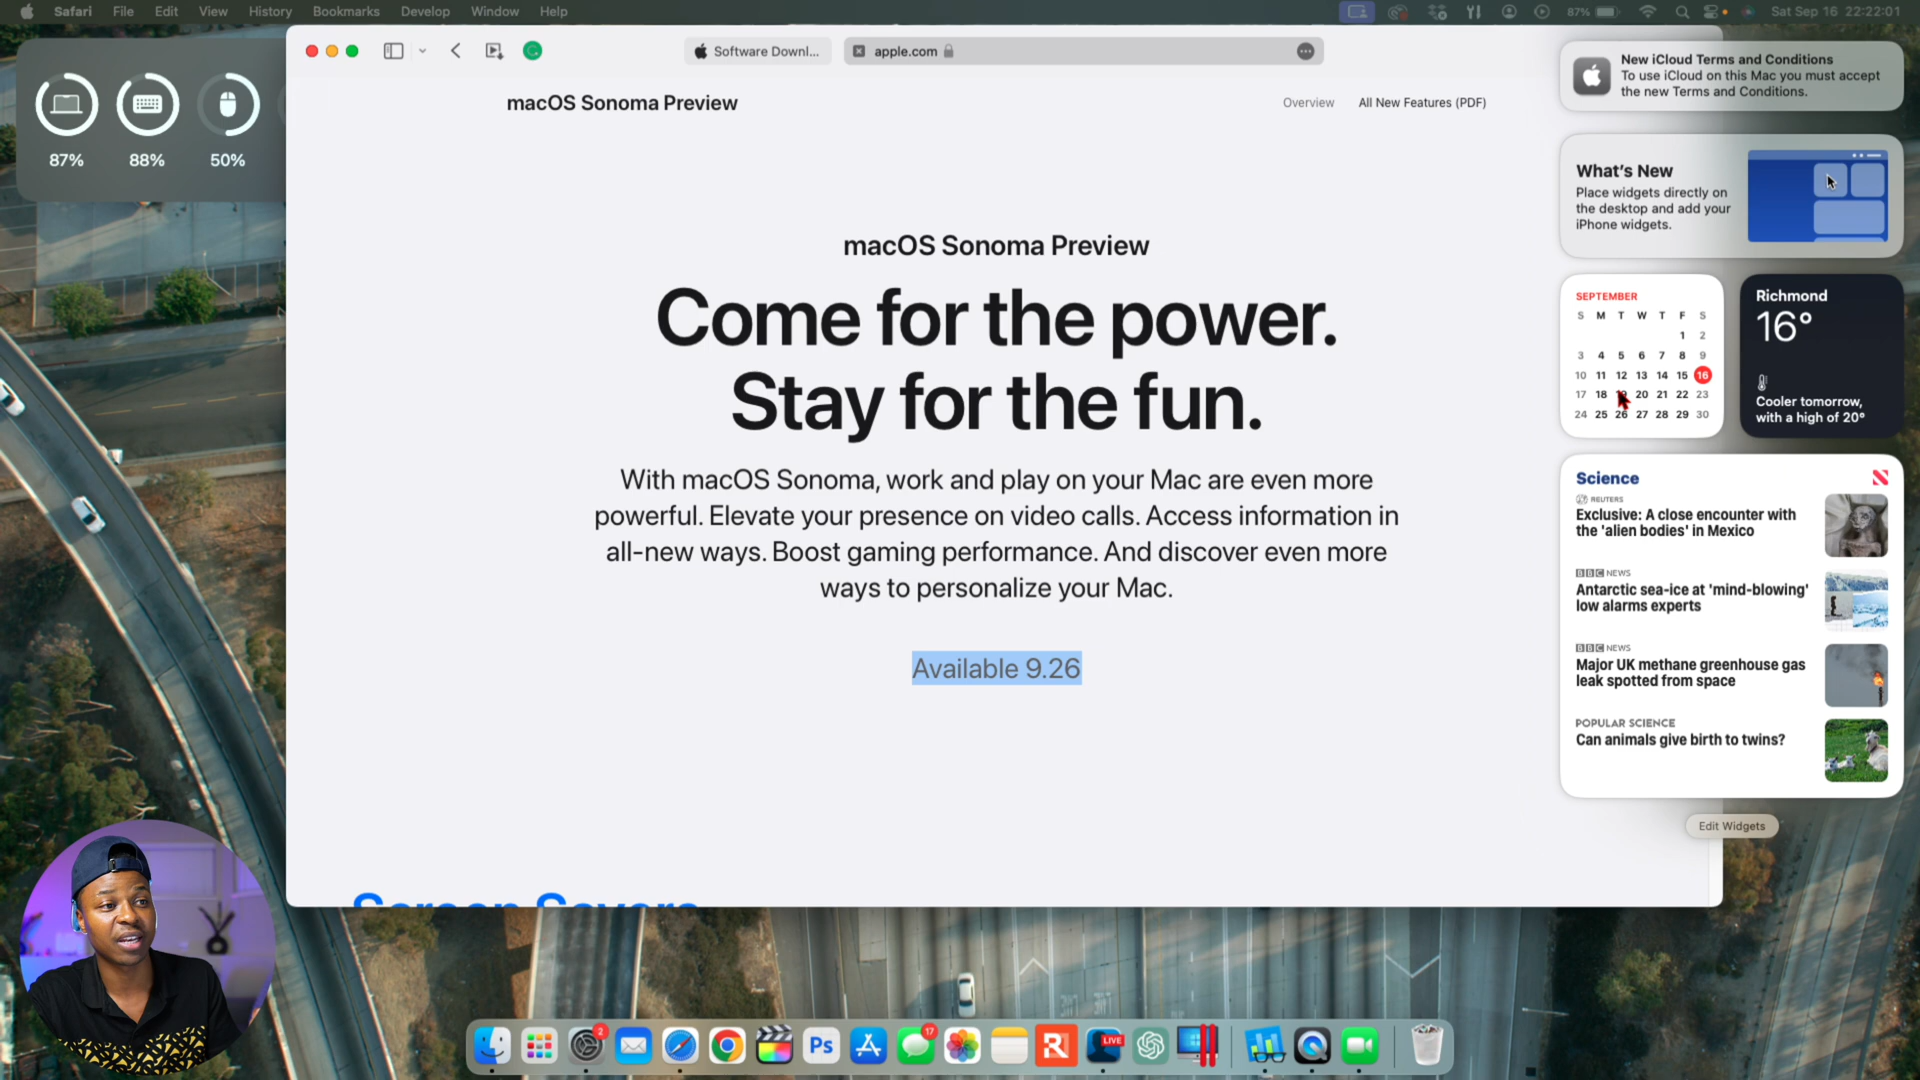 Safari File Edit View History Bookmarks Develop Window Help
87% Sat Sep 16 22:22:01
87% 88% 50%
Software Downl...
apple.com
macOS Sonoma Preview
Overview
All New Features (PDF)
macOS Sonoma Preview
Come for the power.
Stay for the fun.
With macOS Sonoma, work and play on your Mac are even more
powerful. Elevate your presence on video calls. Access information in
all-new ways. Boost gaming performance. And discover even more
ways to personalize your Mac.
Available 9.26
Screen Savers
New iCloud Terms and Conditions
To use iCloud on this Mac you must accept
the new Terms and Conditions.
What's New
Place widgets directly on
the desktop and add your
iPhone widgets.
SEPTEMBER
S M T W T F S
1 2
3 4 5 6 7 8 9
10 11 12 13 14 15 16
17 18 20 21 22 23
24 25 26 27 28 29 30
Richmond
16°
Cooler tomorrow,
with a high of 20°
Science
REUTERS
Exclusive: A close encounter with
the 'alien bodies' in Mexico
BBC NEWS
Antarctic sea-ice at 'mind-blowing'
low alarms experts
BBC NEWS
Major UK methane greenhouse gas
leak spotted from space
POPULAR SCIENCE
Can animals give birth to twins?
Edit Widgets
2
Ps
17
R
LIVE